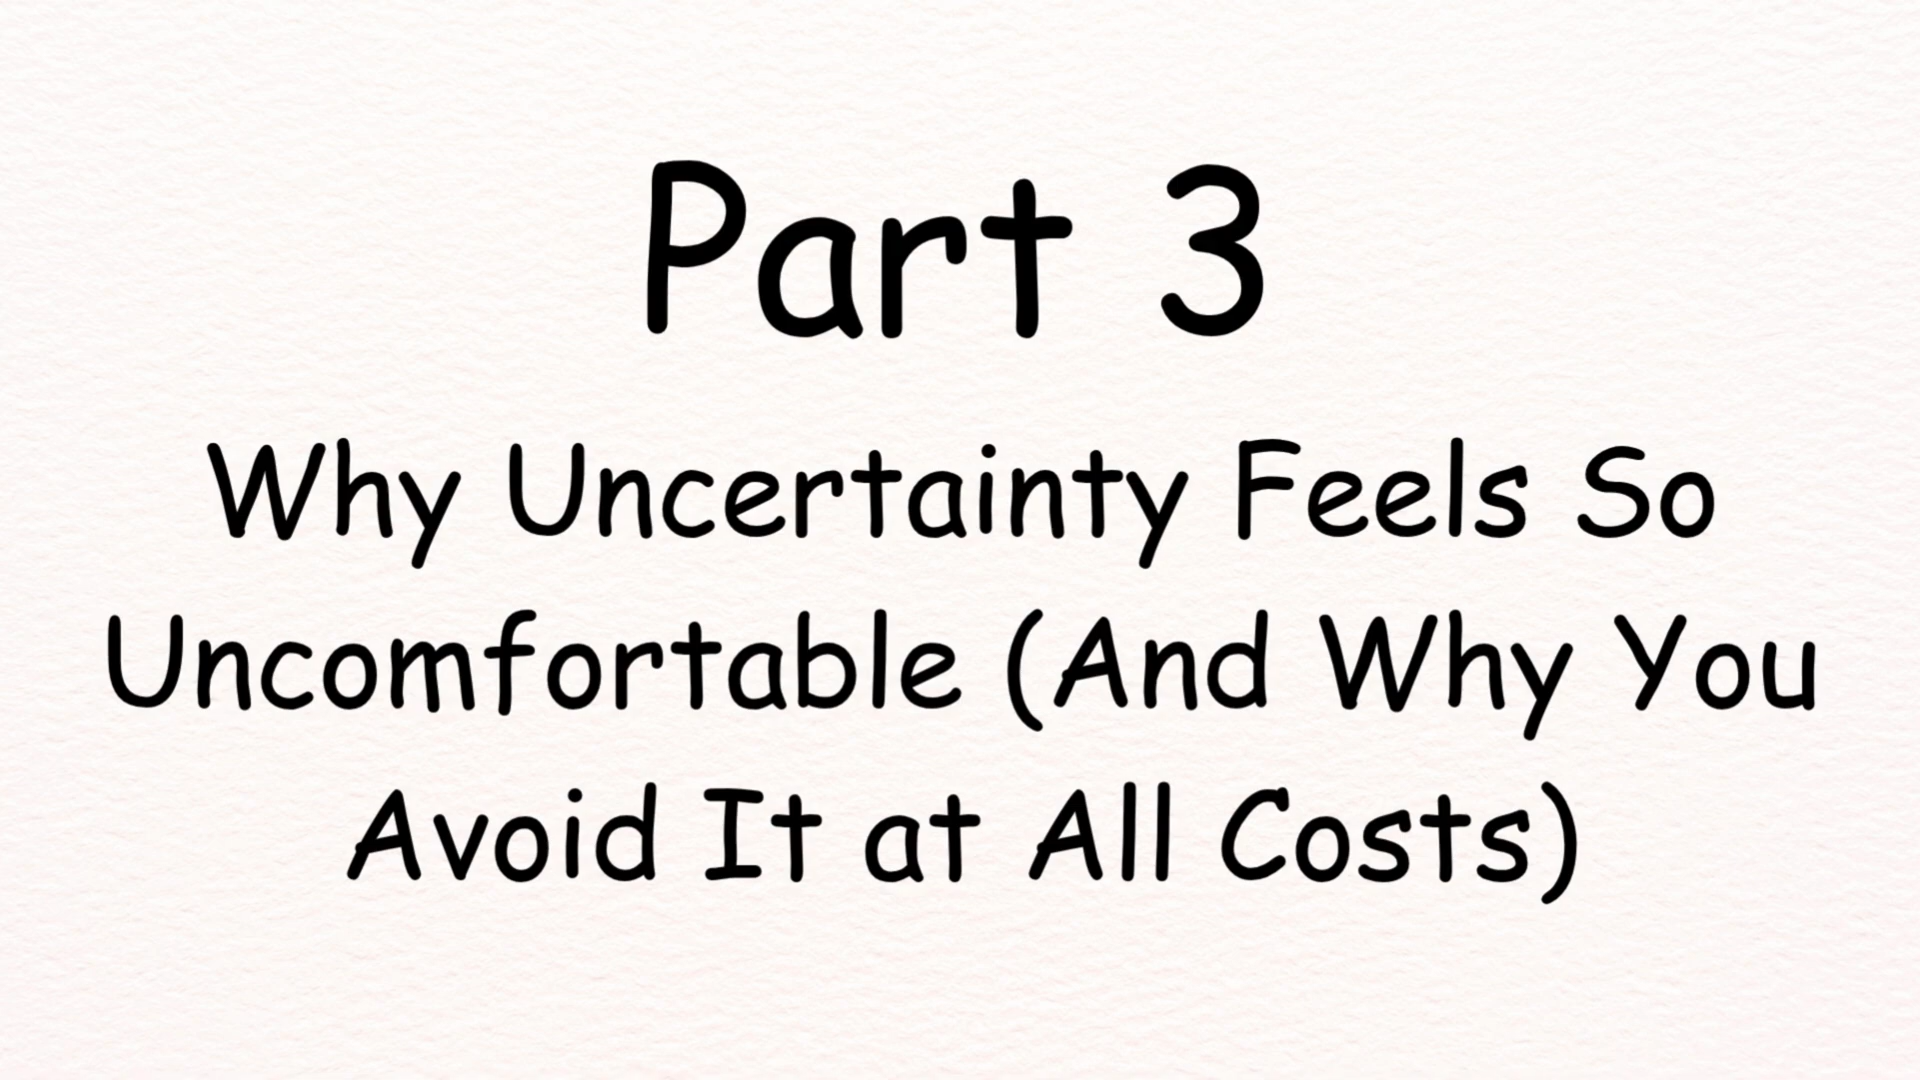 Part 3
Why Uncertainty Feels So
Uncomfortable (And Why You
Avoid It at All Costs)